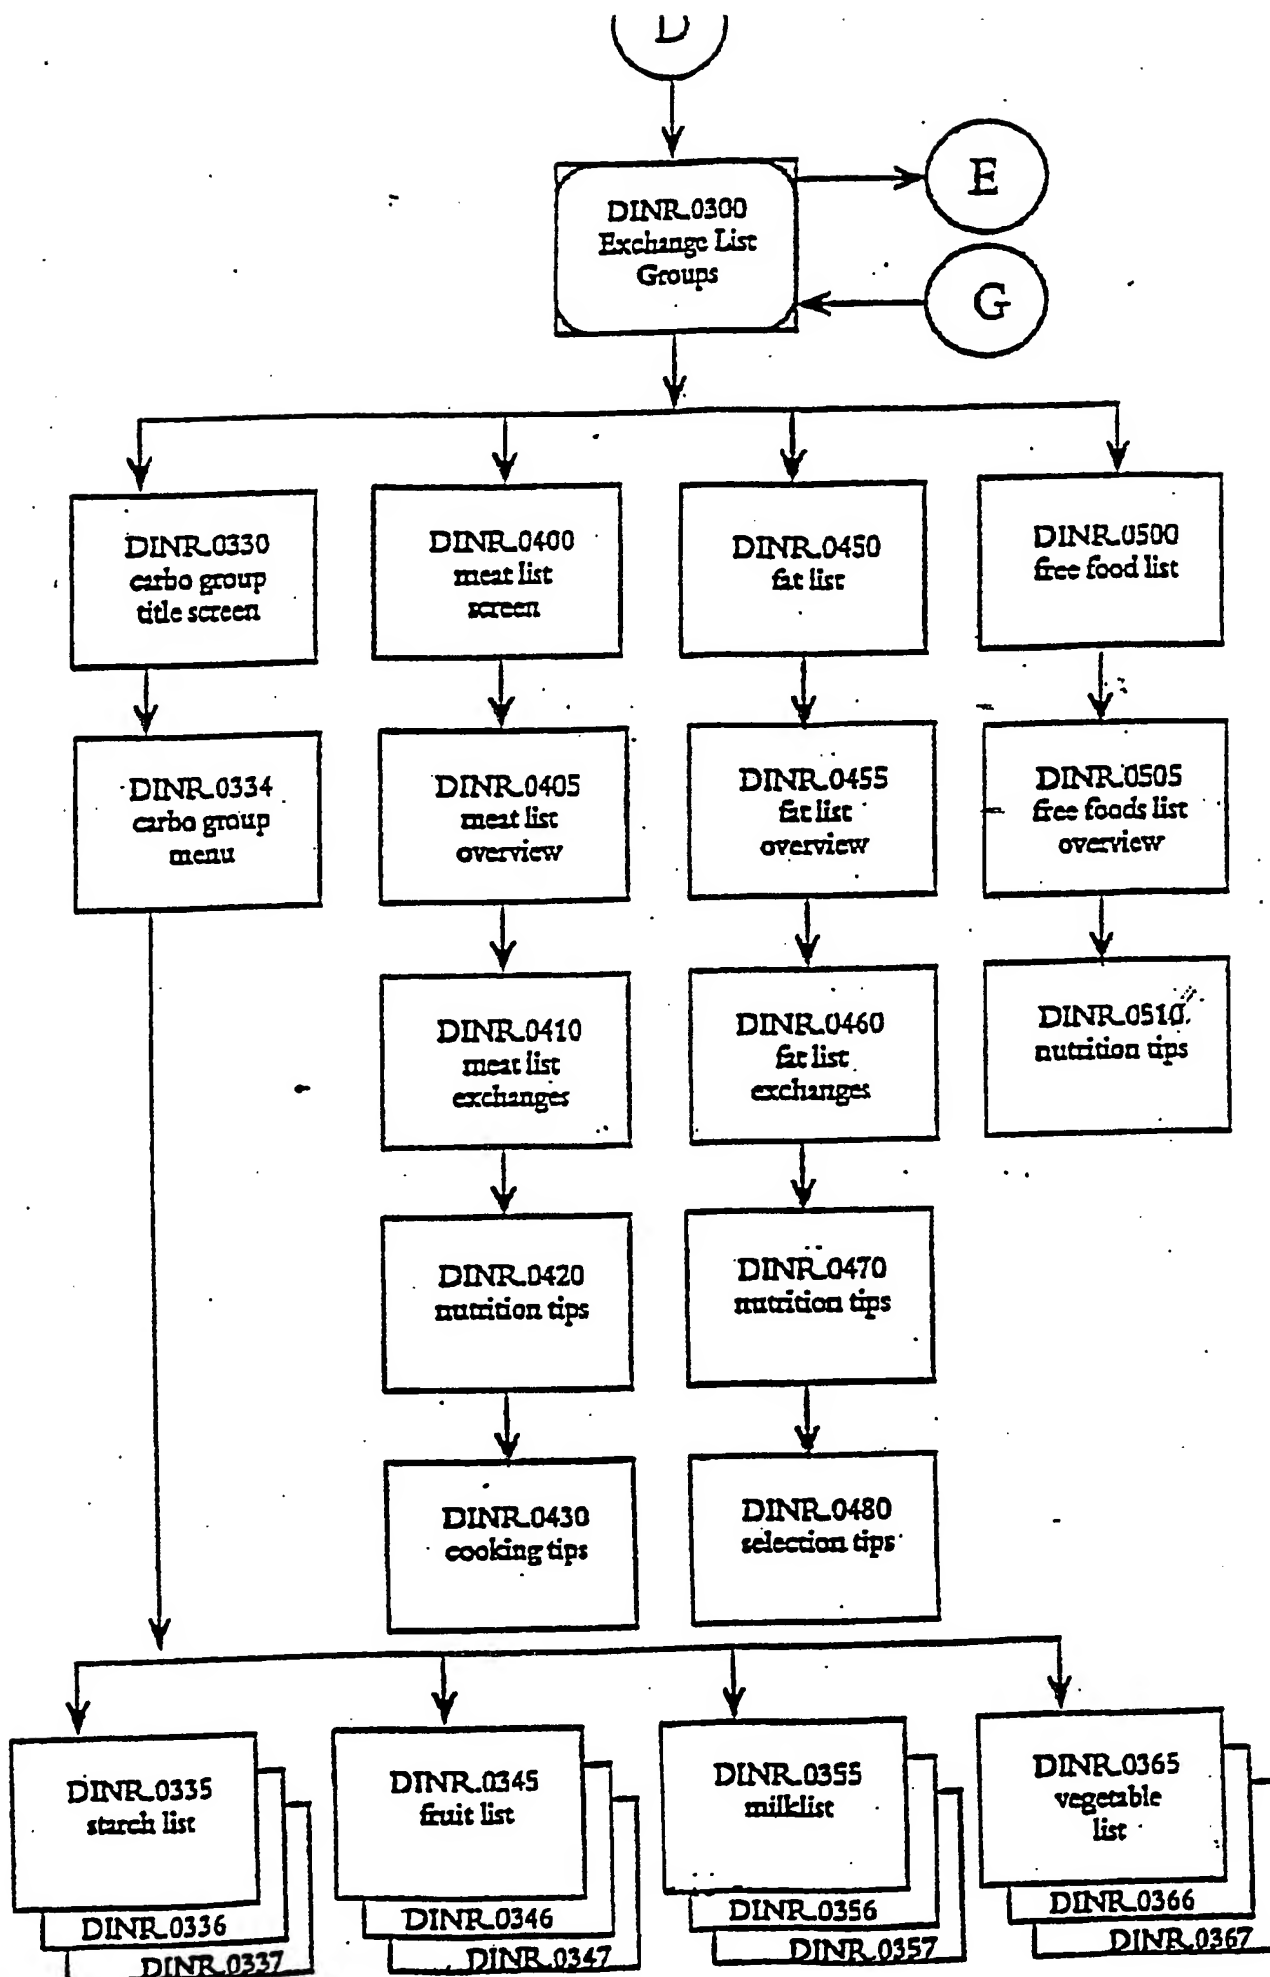 D
E
DINR.0300
Exchange List
Groups
G
DINR.0330
carbo group
title screen
DINR.0400
meat list
screen
DINR.0450
fat list
DINR.0500
free food list
DINR.0334
carbo group
menu
DINR.0405
meat list
overview
DINR.0455
fat list
overview
DINR.0505
free foods list
overview
DINR.0410
meat list
exchanges
DINR.0460
fat list
exchanges
DINR.0510
nutrition tips
DINR.0420
nutrition tips
DINR.0470
nutrition tips
DINR.0430
cooking tips
DINR.0480
selection tips
DINR.0335
starch list
DINR.0336
DINR.0337
DINR.0345
fruit list
DINR.0346
DINR.0347
DINR.0355
milklist
DINR.0356
DINR.0357
DINR.0365
vegetable
list
DINR.0366
DINR.0367